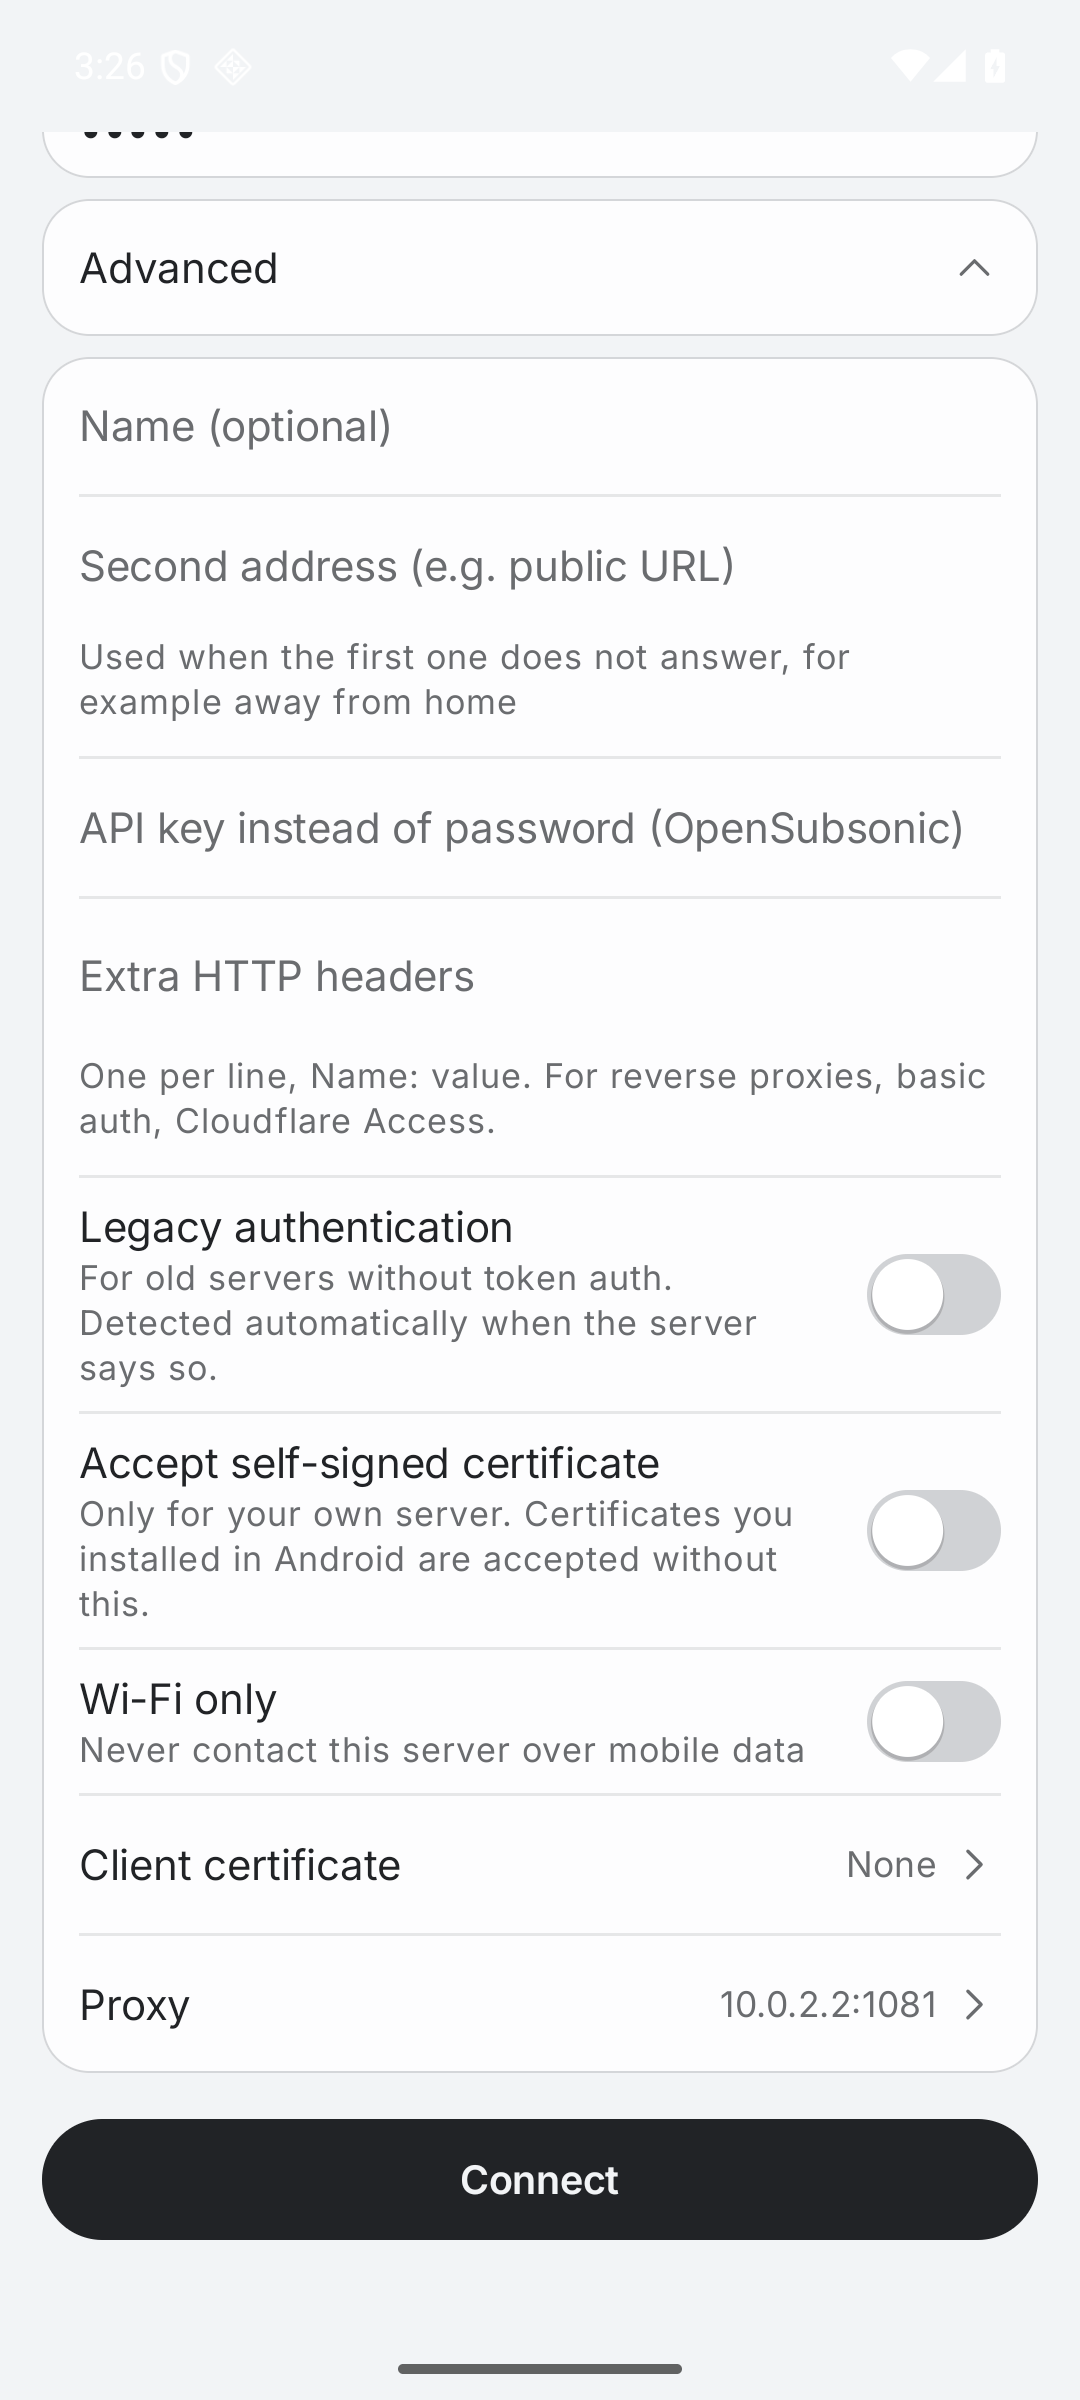 3:26
Advanced
Name (optional)
Second address (e.g. public URL)
Used when the first one does not answer, for
example away from home
API key instead of password (OpenSubsonic)
Extra HTTP headers
One per line, Name: value. For reverse proxies, basic
auth, Cloudflare Access.
Legacy authentication
For old servers without token auth.
Detected automatically when the server
says so.
Accept self-signed certificate
Only for your own server. Certificates you
installed in Android are accepted without
this.
Wi-Fi only
Never contact this server over mobile data
Client certificate None
Proxy 10.0.2.2:1081
Connect